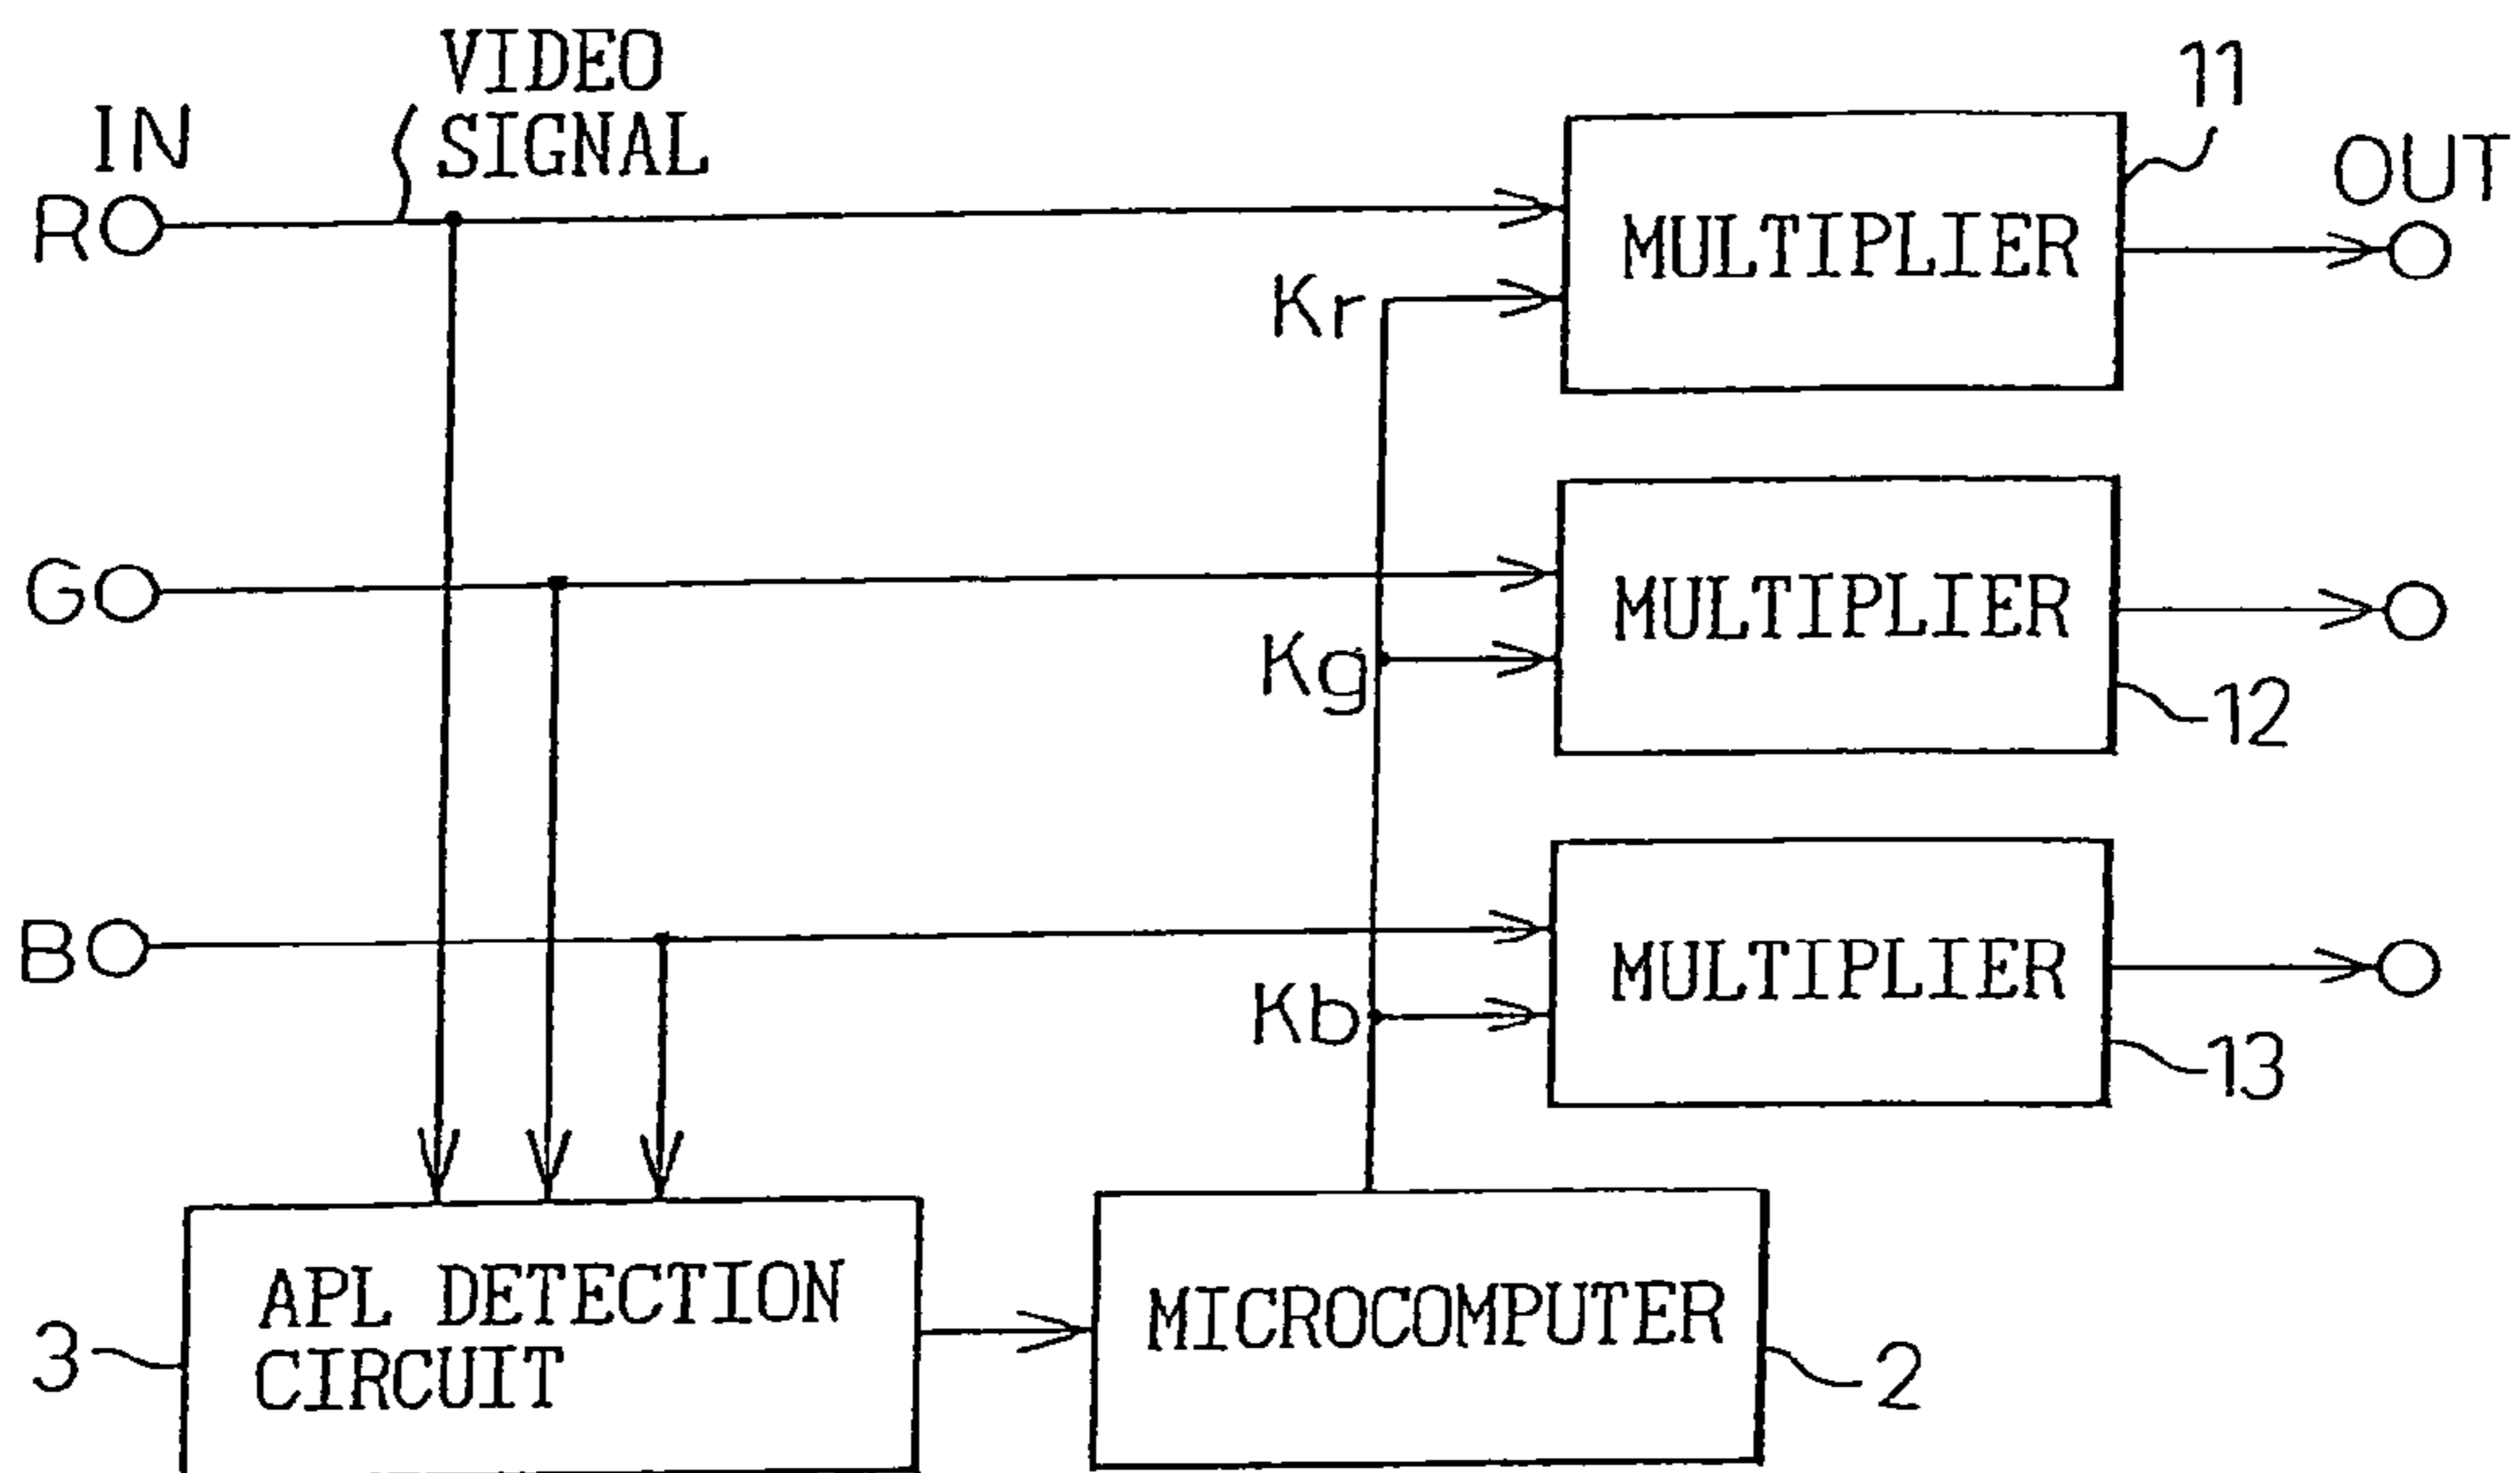 VIDEO
SIGNAL
IN
R
11
OUT
MULTIPLIER
Kr
G
MULTIPLIER
Kg
12
B
MULTIPLIER
Kb
13
APL DETECTION
CIRCUIT
3
MICROCOMPUTER
2